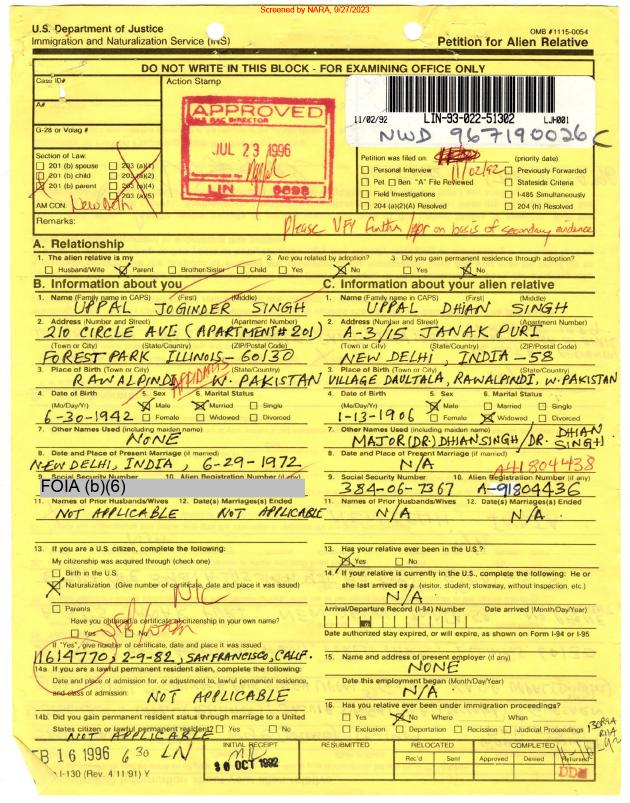 Screened by NARA, 9/27/2023
U.S. Department of Justice
Immigration and Naturalization Service (INS)
OMB #1115-0054
Petition for Alien Relative
DO NOT WRITE IN THIS BLOCK - FOR EXAMINING OFFICE ONLY
Case ID#
Action Stamp
A#
G-28 or Volag #
APPROVED
JUL 23 1996
LIN
11/02/92 LIN-93-022-51302 LJH001
NWD 967190026 C
Section of Law:
201 (b) spouse 203 (a)(1)
201 (b) child 203 (a)(2)
201 (b) parent 203 (a)(4)
203 (a)(5)
AM CON: New Delhi
Petition was filed on: 11/02/92 (priority date)
Personal Interview Previously Forwarded
Pet. Ben. "A" File Reviewed Stateside Criteria
Field Investigations I-485 Simultaneously
204 (a)(2)(A) Resolved 204 (h) Resolved
Remarks:
Please VFY further/apr on basis of secondary evidence
A. Relationship
1. The alien relative is my
Husband/Wife Parent Brother/Sister Child
2. Are you related by adoption?
Yes No
3. Did you gain permanent residence through adoption?
Yes No
B. Information about you
1. Name (Family name in CAPS) (First) (Middle)
UPPAL JOGINDER SINGH
2. Address (Number and Street) (Apartment Number)
210 CIRCLE AVE (APARTMENT # 201)
(Town or City) (State/Country) (ZIP/Postal Code)
FOREST PARK ILLINOIS - 60130
3. Place of Birth (Town or City) (State/Country)
RAWALPINDI W. PAKISTAN
AFFIDAVIT
4. Date of Birth (Mo/Day/Yr) 5. Sex 6. Marital Status
6-30-1942 Male Female Married Single Widowed Divorced
7. Other Names Used (including maiden name)
NONE
8. Date and Place of Present Marriage (if married)
NEW DELHI, INDIA, 6-29-1972
9. Social Security Number 10. Alien Registration Number (if any)
FOIA (b)(6)
11. Names of Prior Husbands/Wives 12. Date(s) Marriages(s) Ended
NOT APPLICABLE NOT APPLICABLE
13. If you are a U.S. citizen, complete the following:
My citizenship was acquired through (check one)
Birth in the U.S.
Naturalization (Give number of certificate, date and place it was issued)
Parents
Have you obtained a certificate of citizenship in your own name?
Yes No
If "Yes", give number of certificate, date and place it was issued
11614770, 2-9-82, SANFRANCISCO, CALIF.
14a. If you are a lawful permanent resident alien, complete the following:
Date and place of admission for, or adjustment to, lawful permanent residence,
and class of admission: NOT APPLICABLE
14b. Did you gain permanent resident status through marriage to a United
States citizen or lawful permanent resident? Yes No
NOT APPLICABLE
C. Information about your alien relative
1. Name (Family name in CAPS) (First) (Middle)
UPPAL DHIAN SINGH
2. Address (Number and Street) (Apartment Number)
A-3/15 JANAK PURI
(Town or City) (State/Country) (ZIP/Postal Code)
NEW DELHI, INDIA - 58
3. Place of Birth (Town or City) (State/Country)
VILLAGE DAULTALA, RAWALPINDI, W. PAKISTAN
4. Date of Birth (Mo/Day/Yr) 5. Sex 6. Marital Status
1-13-1906 Male Female Married Single Widowed Divorced
7. Other Names Used (including maiden name)
MAJOR (DR) DHIAN SINGH / DR. DHIAN SINGH
8. Date and Place of Present Marriage (if married)
N/A
A41804438
9. Social Security Number 10. Alien Registration Number (if any)
384-06-7367 A-91804436
11. Names of Prior Husbands/Wives 12. Date(s) Marriages(s) Ended
N/A N/A
13. Has your relative ever been in the U.S.?
Yes No
14. If your relative is currently in the U.S., complete the following: He or
she last arrived as a (visitor, student, stowaway, without inspection, etc.)
N/A
Arrival/Departure Record (I-94) Number Date arrived (Month/Day/Year)
Date authorized stay expired, or will expire, as shown on Form I-94 or I-95
15. Name and address of present employer (if any)
NONE
Date this employment began (Month/Day/Year)
N/A
16. Has your relative ever been under immigration proceedings?
Yes No Where When
Exclusion Deportation Recission Judicial Proceedings
FEB 16 1996 630 LN
INITIAL RECEIPT RESUBMITTED RELOCATED COMPLETED
Rec'd Sent Approved Denied Returned
30 OCT 1992
I-130 (Rev. 4/11/91) Y